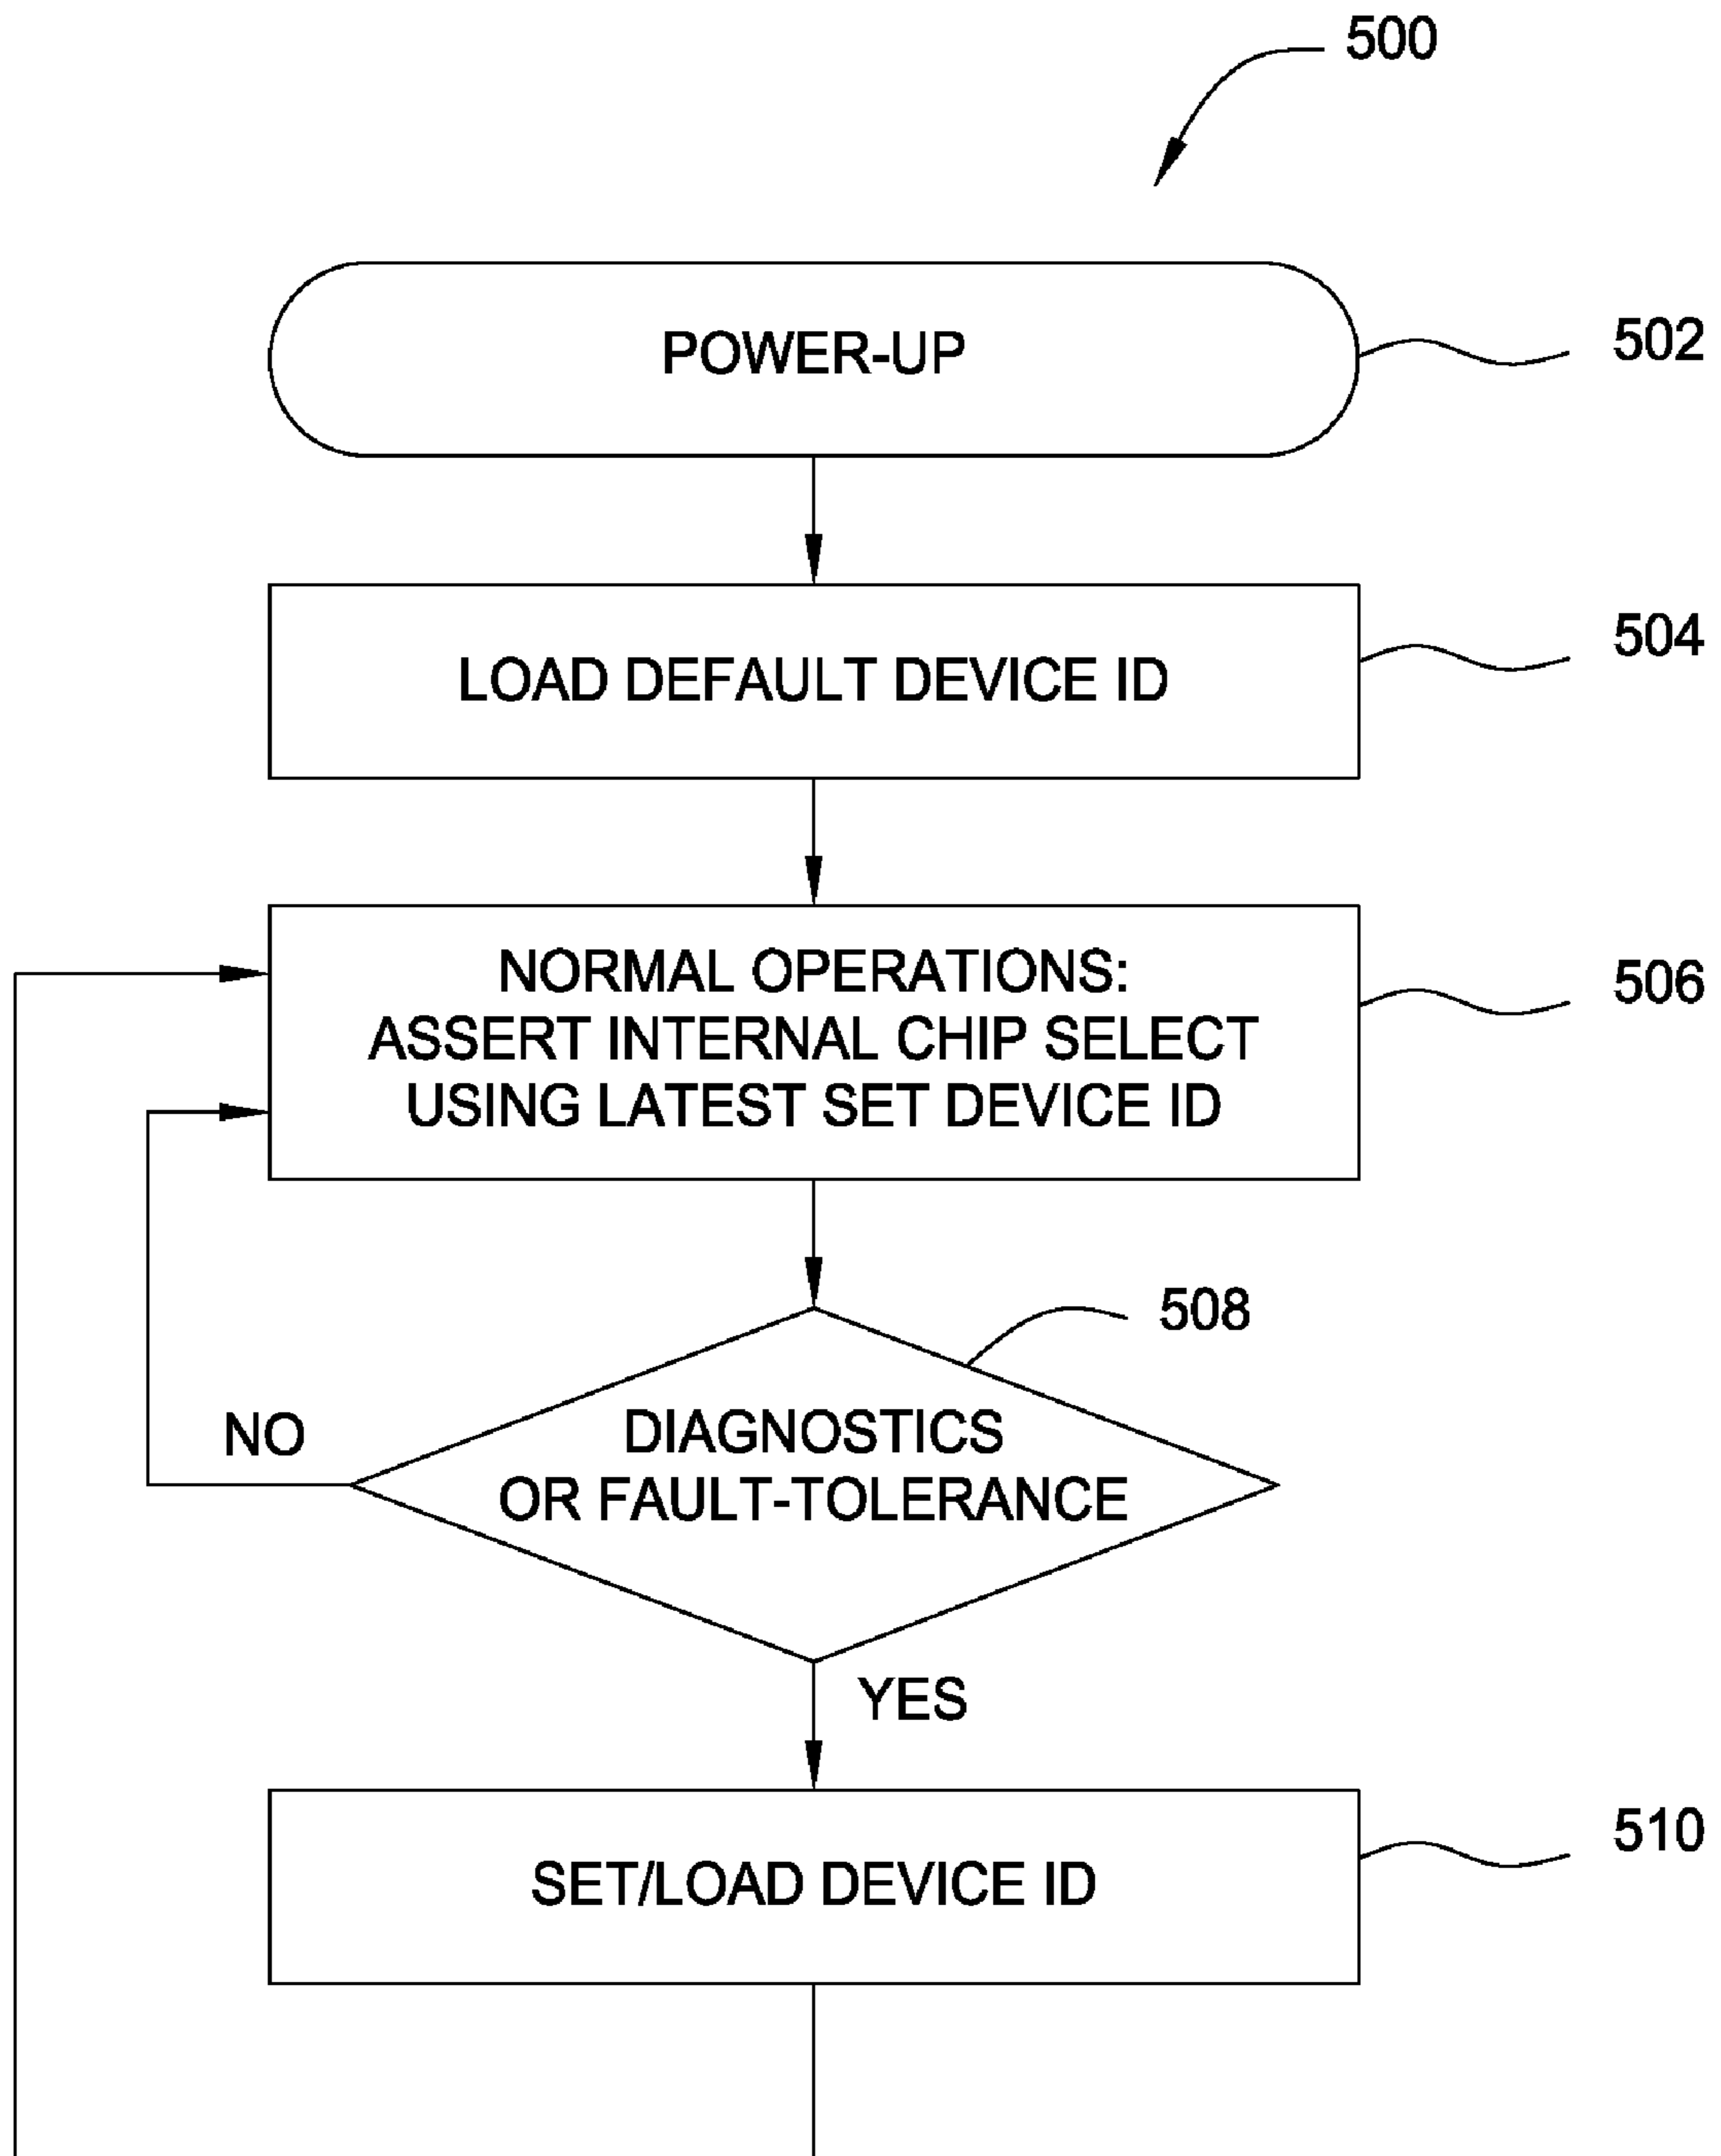 500
POWER-UP
502
LOAD DEFAULT DEVICE ID
504
NORMAL OPERATIONS:
ASSERT INTERNAL CHIP SELECT
USING LATEST SET DEVICE ID
506
508
DIAGNOSTICS
OR FAULT-TOLERANCE
NO
YES
SET/LOAD DEVICE ID
510